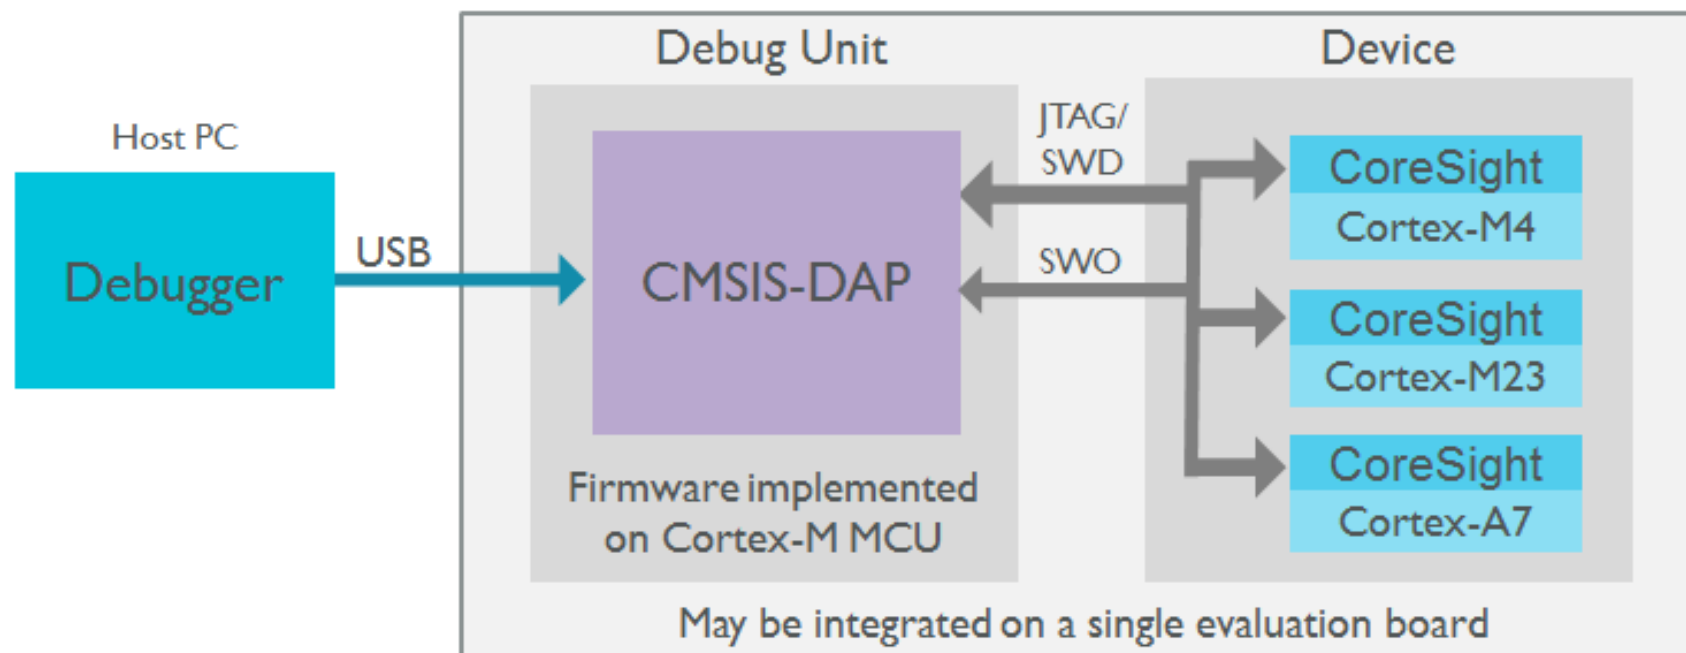 Debug Unit
Device
Host PC
Debugger
USB
CMSIS-DAP
Firmware implemented
on Cortex-M MCU
JTAG/
SWD
SWO
CoreSight
Cortex-M4
CoreSight
Cortex-M23
CoreSight
Cortex-A7
May be integrated on a single evaluation board